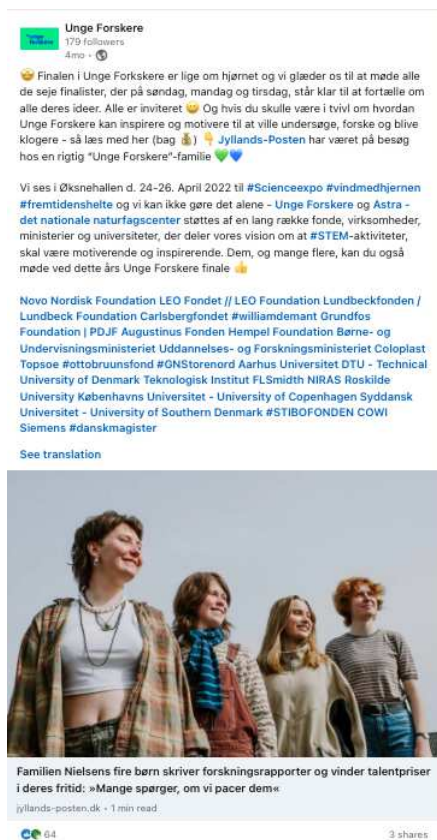 Unge Forskere
Unge Forskere
179 followers
4mo •
🤩 Finalen i Unge Forkskere er lige om hjørnet og vi glæder os til at møde alle
de seje finalister, der på søndag, mandag og tirsdag, står klar til at fortælle om
alle deres ideer. Alle er inviteret 😀 Og hvis du skulle være i tvivl om hvordan
Unge Forskere kan inspirere og motivere til at ville undersøge, forske og blive
klogere - så læs med her (bag 💰) 👇 Jyllands-Posten har været på besøg
hos en rigtig "Unge Forskere"-familie 💚💙
Vi ses i Øksnehallen d. 24-26. April 2022 til #Scienceexpo #vindmedhjernen
#fremtidenshelte og vi kan ikke gøre det alene - Unge Forskere og Astra -
det nationale naturfagscenter støttes af en lang række fonde, virksomheder,
ministerier og universiteter, der deler vores vision om at #STEM-aktiviteter,
skal være motiverende og inspirerende. Dem, og mange flere, kan du også
møde ved dette års Unge Forskere finale 👍
Novo Nordisk Foundation LEO Fondet // LEO Foundation Lundbeckfonden /
Lundbeck Foundation Carlsbergfondet #williamdemant Grundfos
Foundation | PDJF Augustinus Fonden Hempel Foundation Børne- og
Undervisningsministeriet Uddannelses- og Forskningsministeriet Coloplast
Topsoe #ottobruunsfond #GNStorenord Aarhus Universitet DTU - Technical
University of Denmark Teknologisk Institut FLSmidth NIRAS Roskilde
University Københavns Universitet - University of Copenhagen Syddansk
Universitet - University of Southern Denmark #STIBOFONDEN COWI
Siemens #danskmagister
See translation
Familien Nielsens fire børn skriver forskningsrapporter og vinder talentpriser
i deres fritid: »Mange spørger, om vi pacer dem«
jyllands-posten.dk • 1 min read
64
3 shares